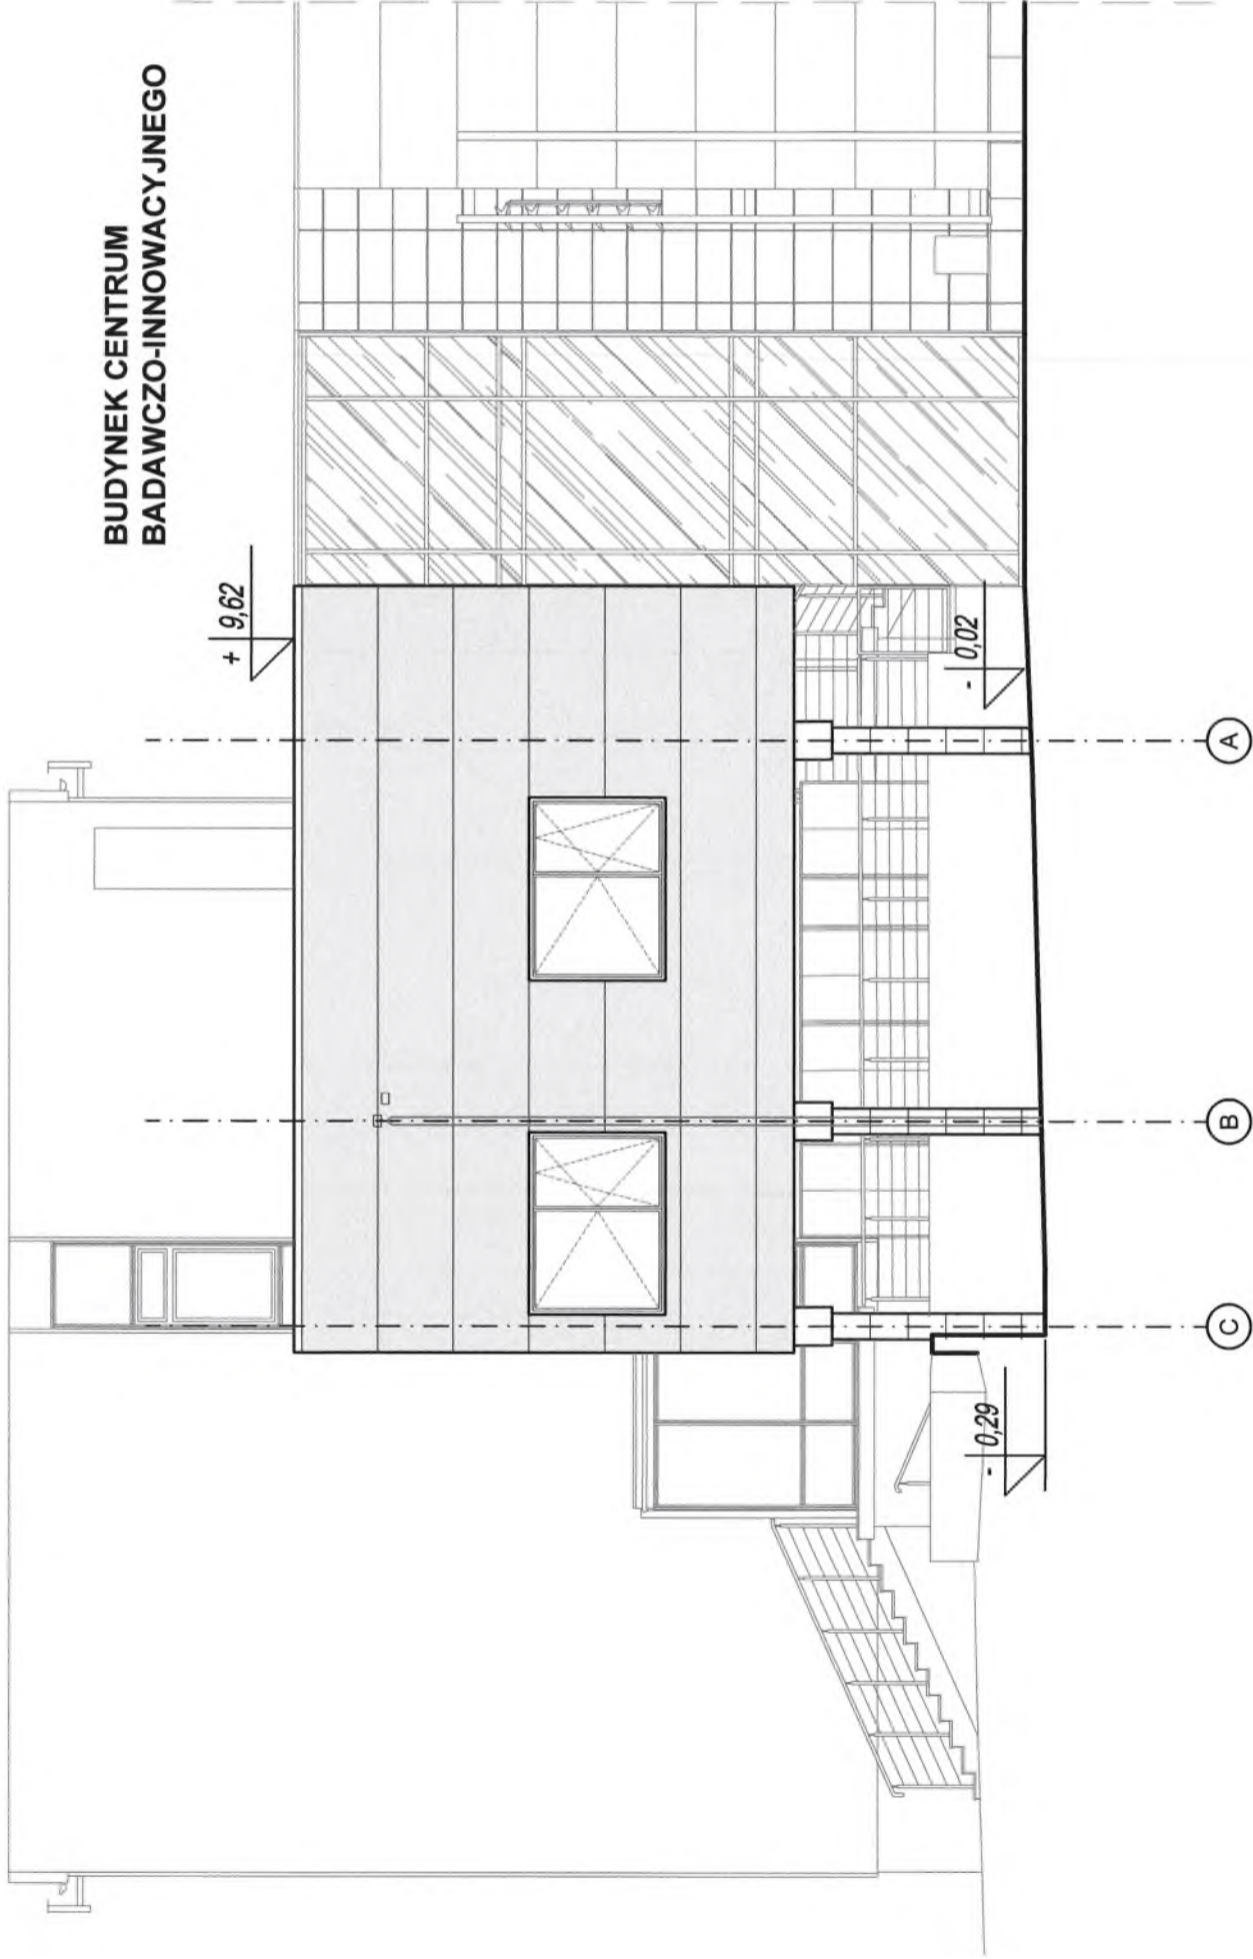 BUDYNEK CENTRUM
BADAWCZO-INNOWACYJNEGO
+ 9,62
- 0,02
- 0,29
C
B
A